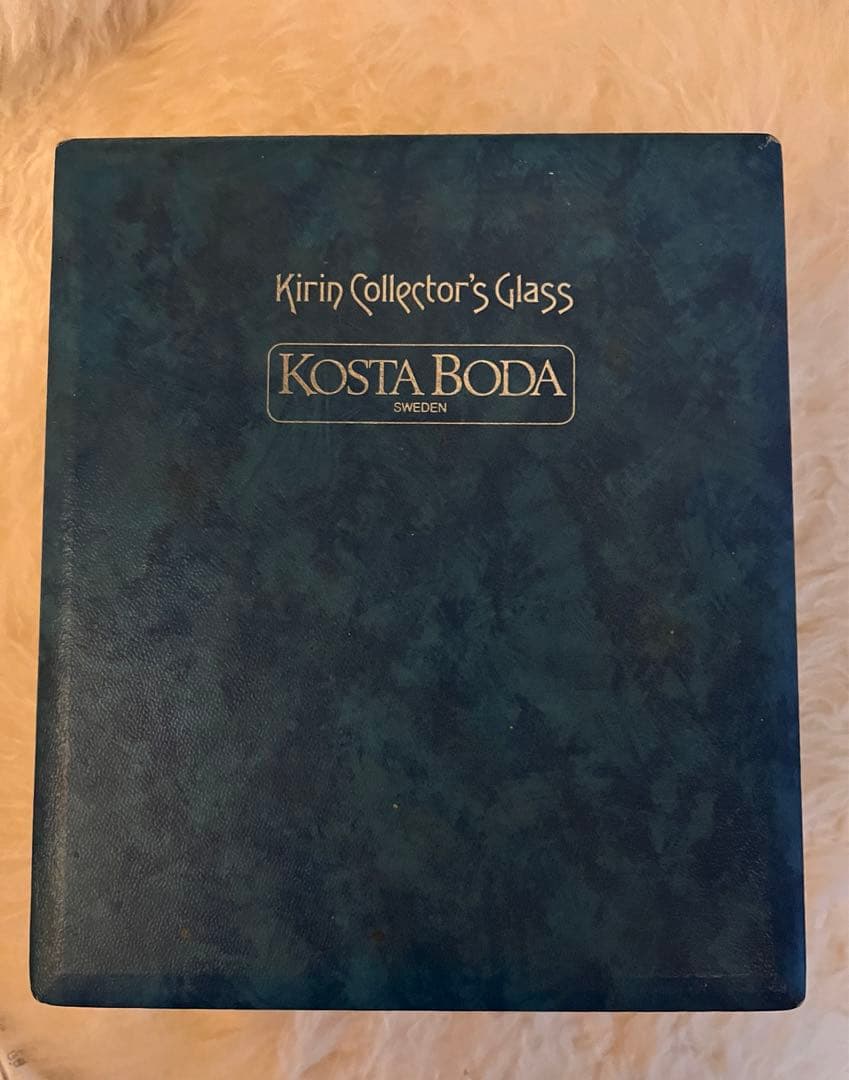 Kirin Collector's Glass
KOSTA BODA
SWEDEN